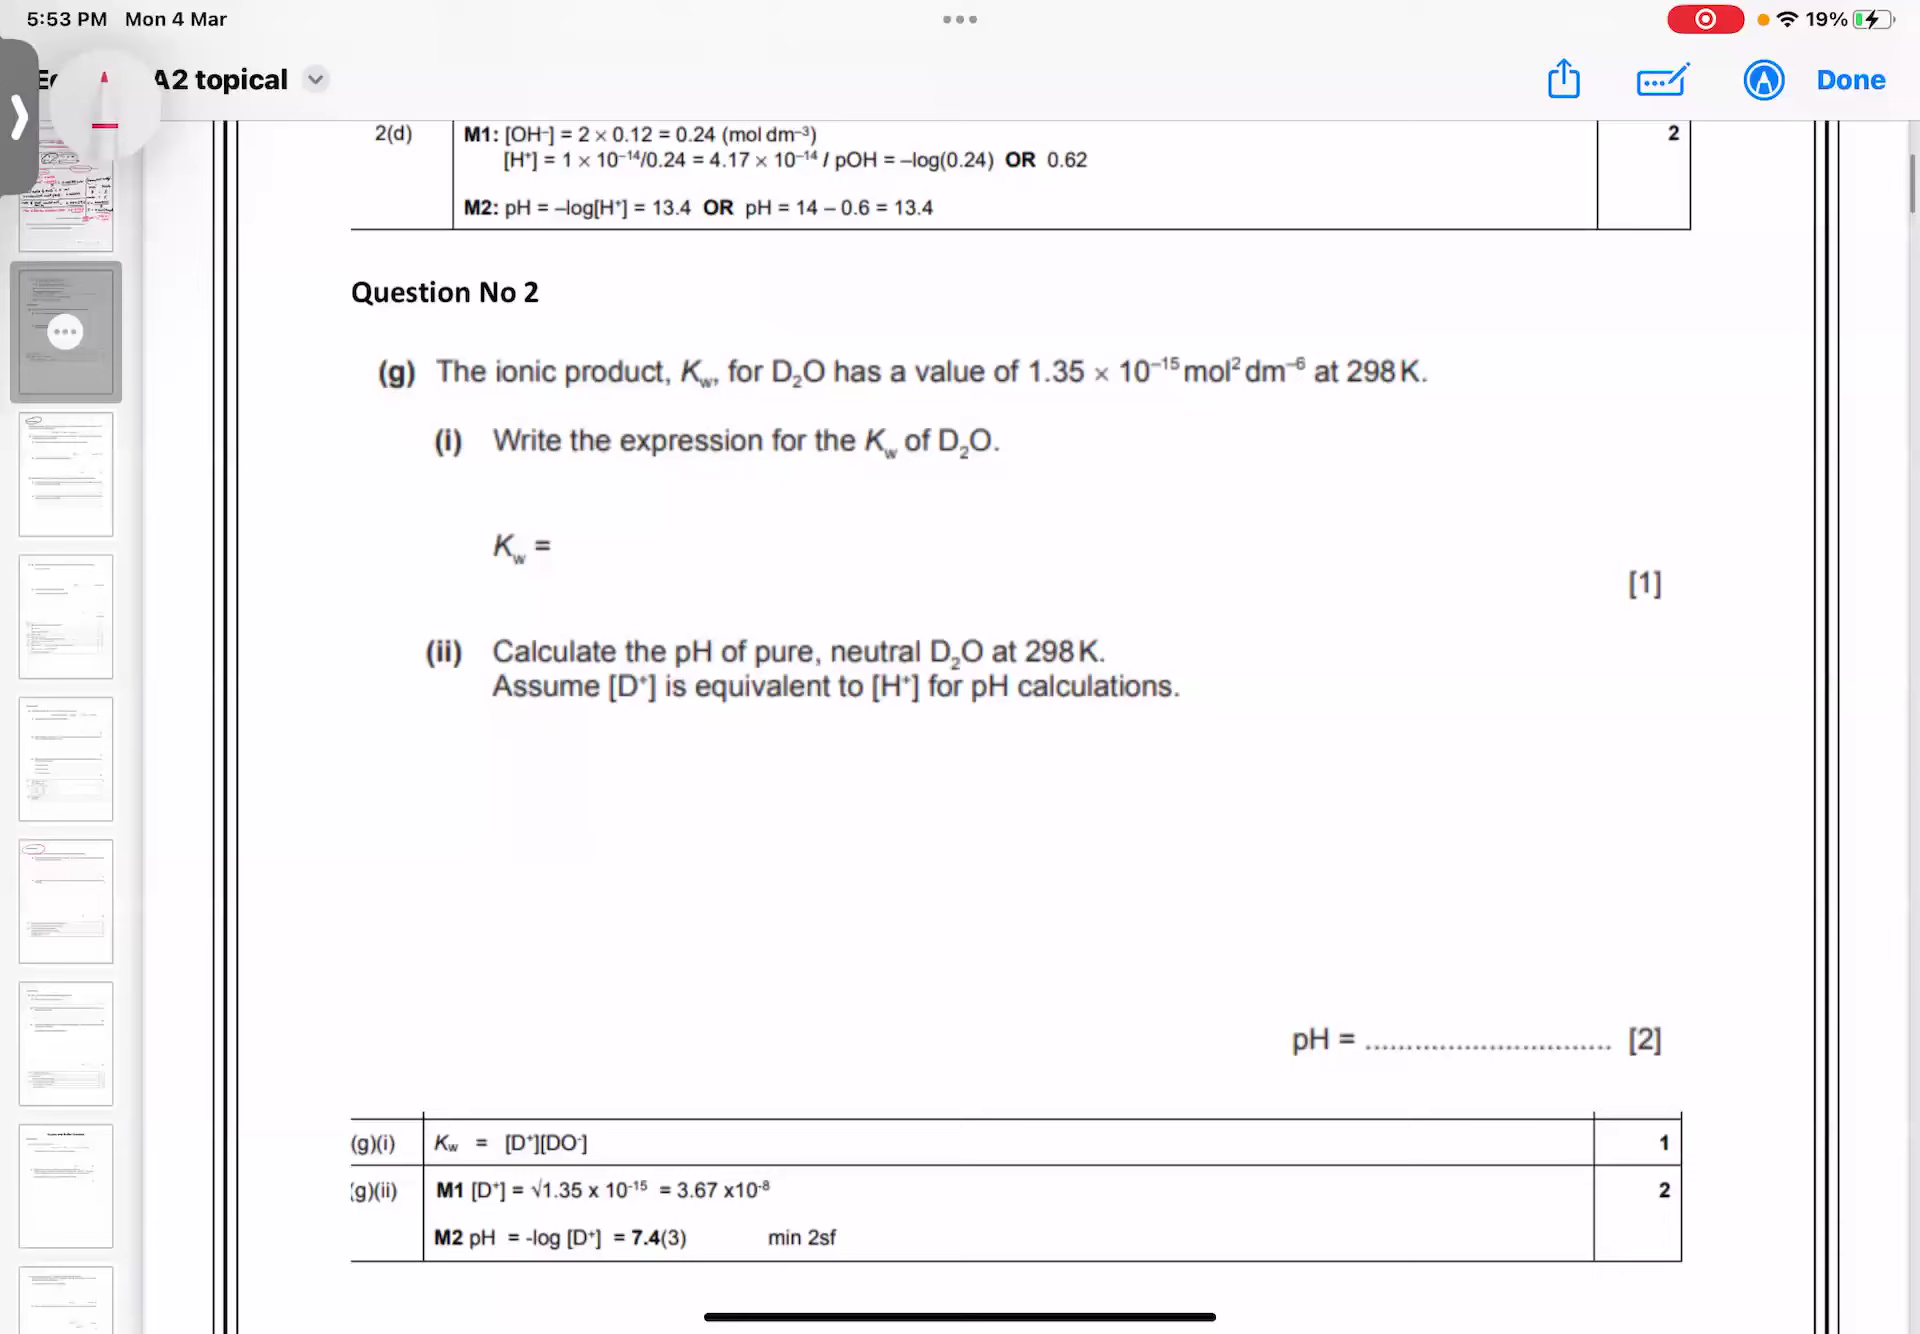 5:53 PM Mon 4 Mar
19%
A2 topical
Done
2(d)
M1: [OH⁻] = 2 × 0.12 = 0.24 (mol dm⁻³)
2
[H⁺] = 1 × 10⁻¹⁴/0.24 = 4.17 × 10⁻¹⁴ / pOH = –log(0.24) OR 0.62
M2: pH = –log[H⁺] = 13.4 OR pH = 14 – 0.6 = 13.4
Question No 2
(g) The ionic product, K_w, for D₂O has a value of 1.35 × 10⁻¹⁵ mol² dm⁻⁶ at 298 K.
(i) Write the expression for the K_w of D₂O.
K_w =
[1]
(ii) Calculate the pH of pure, neutral D₂O at 298 K.
Assume [D⁺] is equivalent to [H⁺] for pH calculations.
pH = .............................. [2]
(g)(i) K_w = [D⁺][DO⁻] 1
(g)(ii) M1 [D⁺] = √1.35 x 10⁻¹⁵ = 3.67 x10⁻⁸ 2
M2 pH = -log [D⁺] = 7.4(3) min 2sf